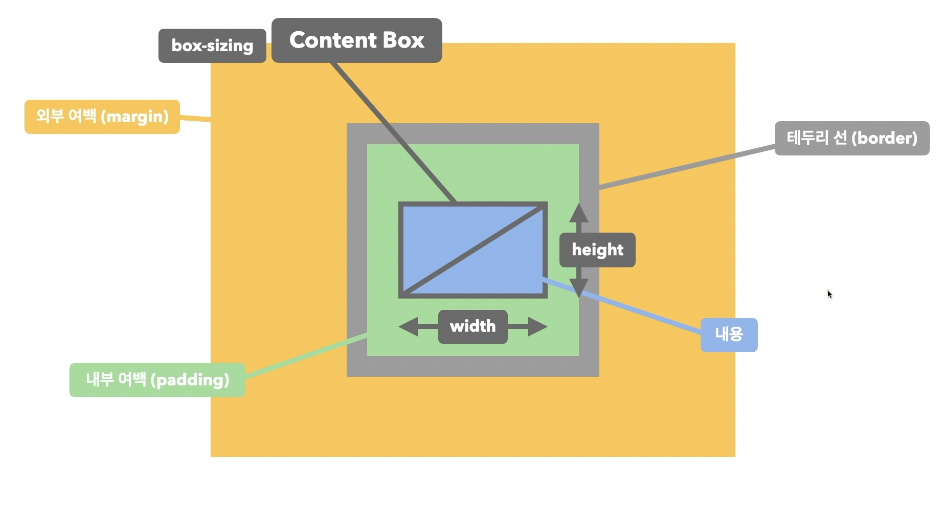 box-sizing
Content Box
외부 여백 (margin)
테두리 선 (border)
height
width
내용
내부 여백 (padding)